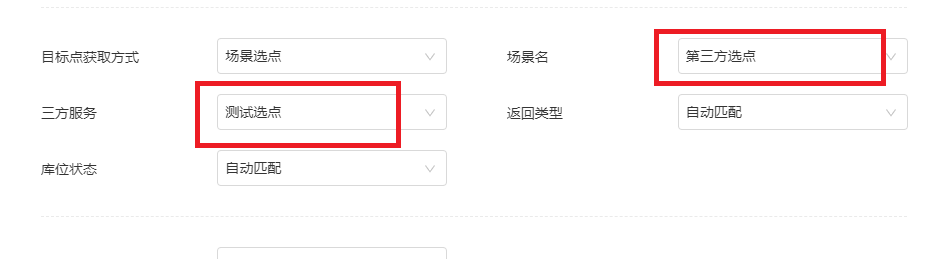 目标点获取方式 场景选点 场景名 第三方选点
三方服务 测试选点 返回类型 自动匹配
库位状态 自动匹配